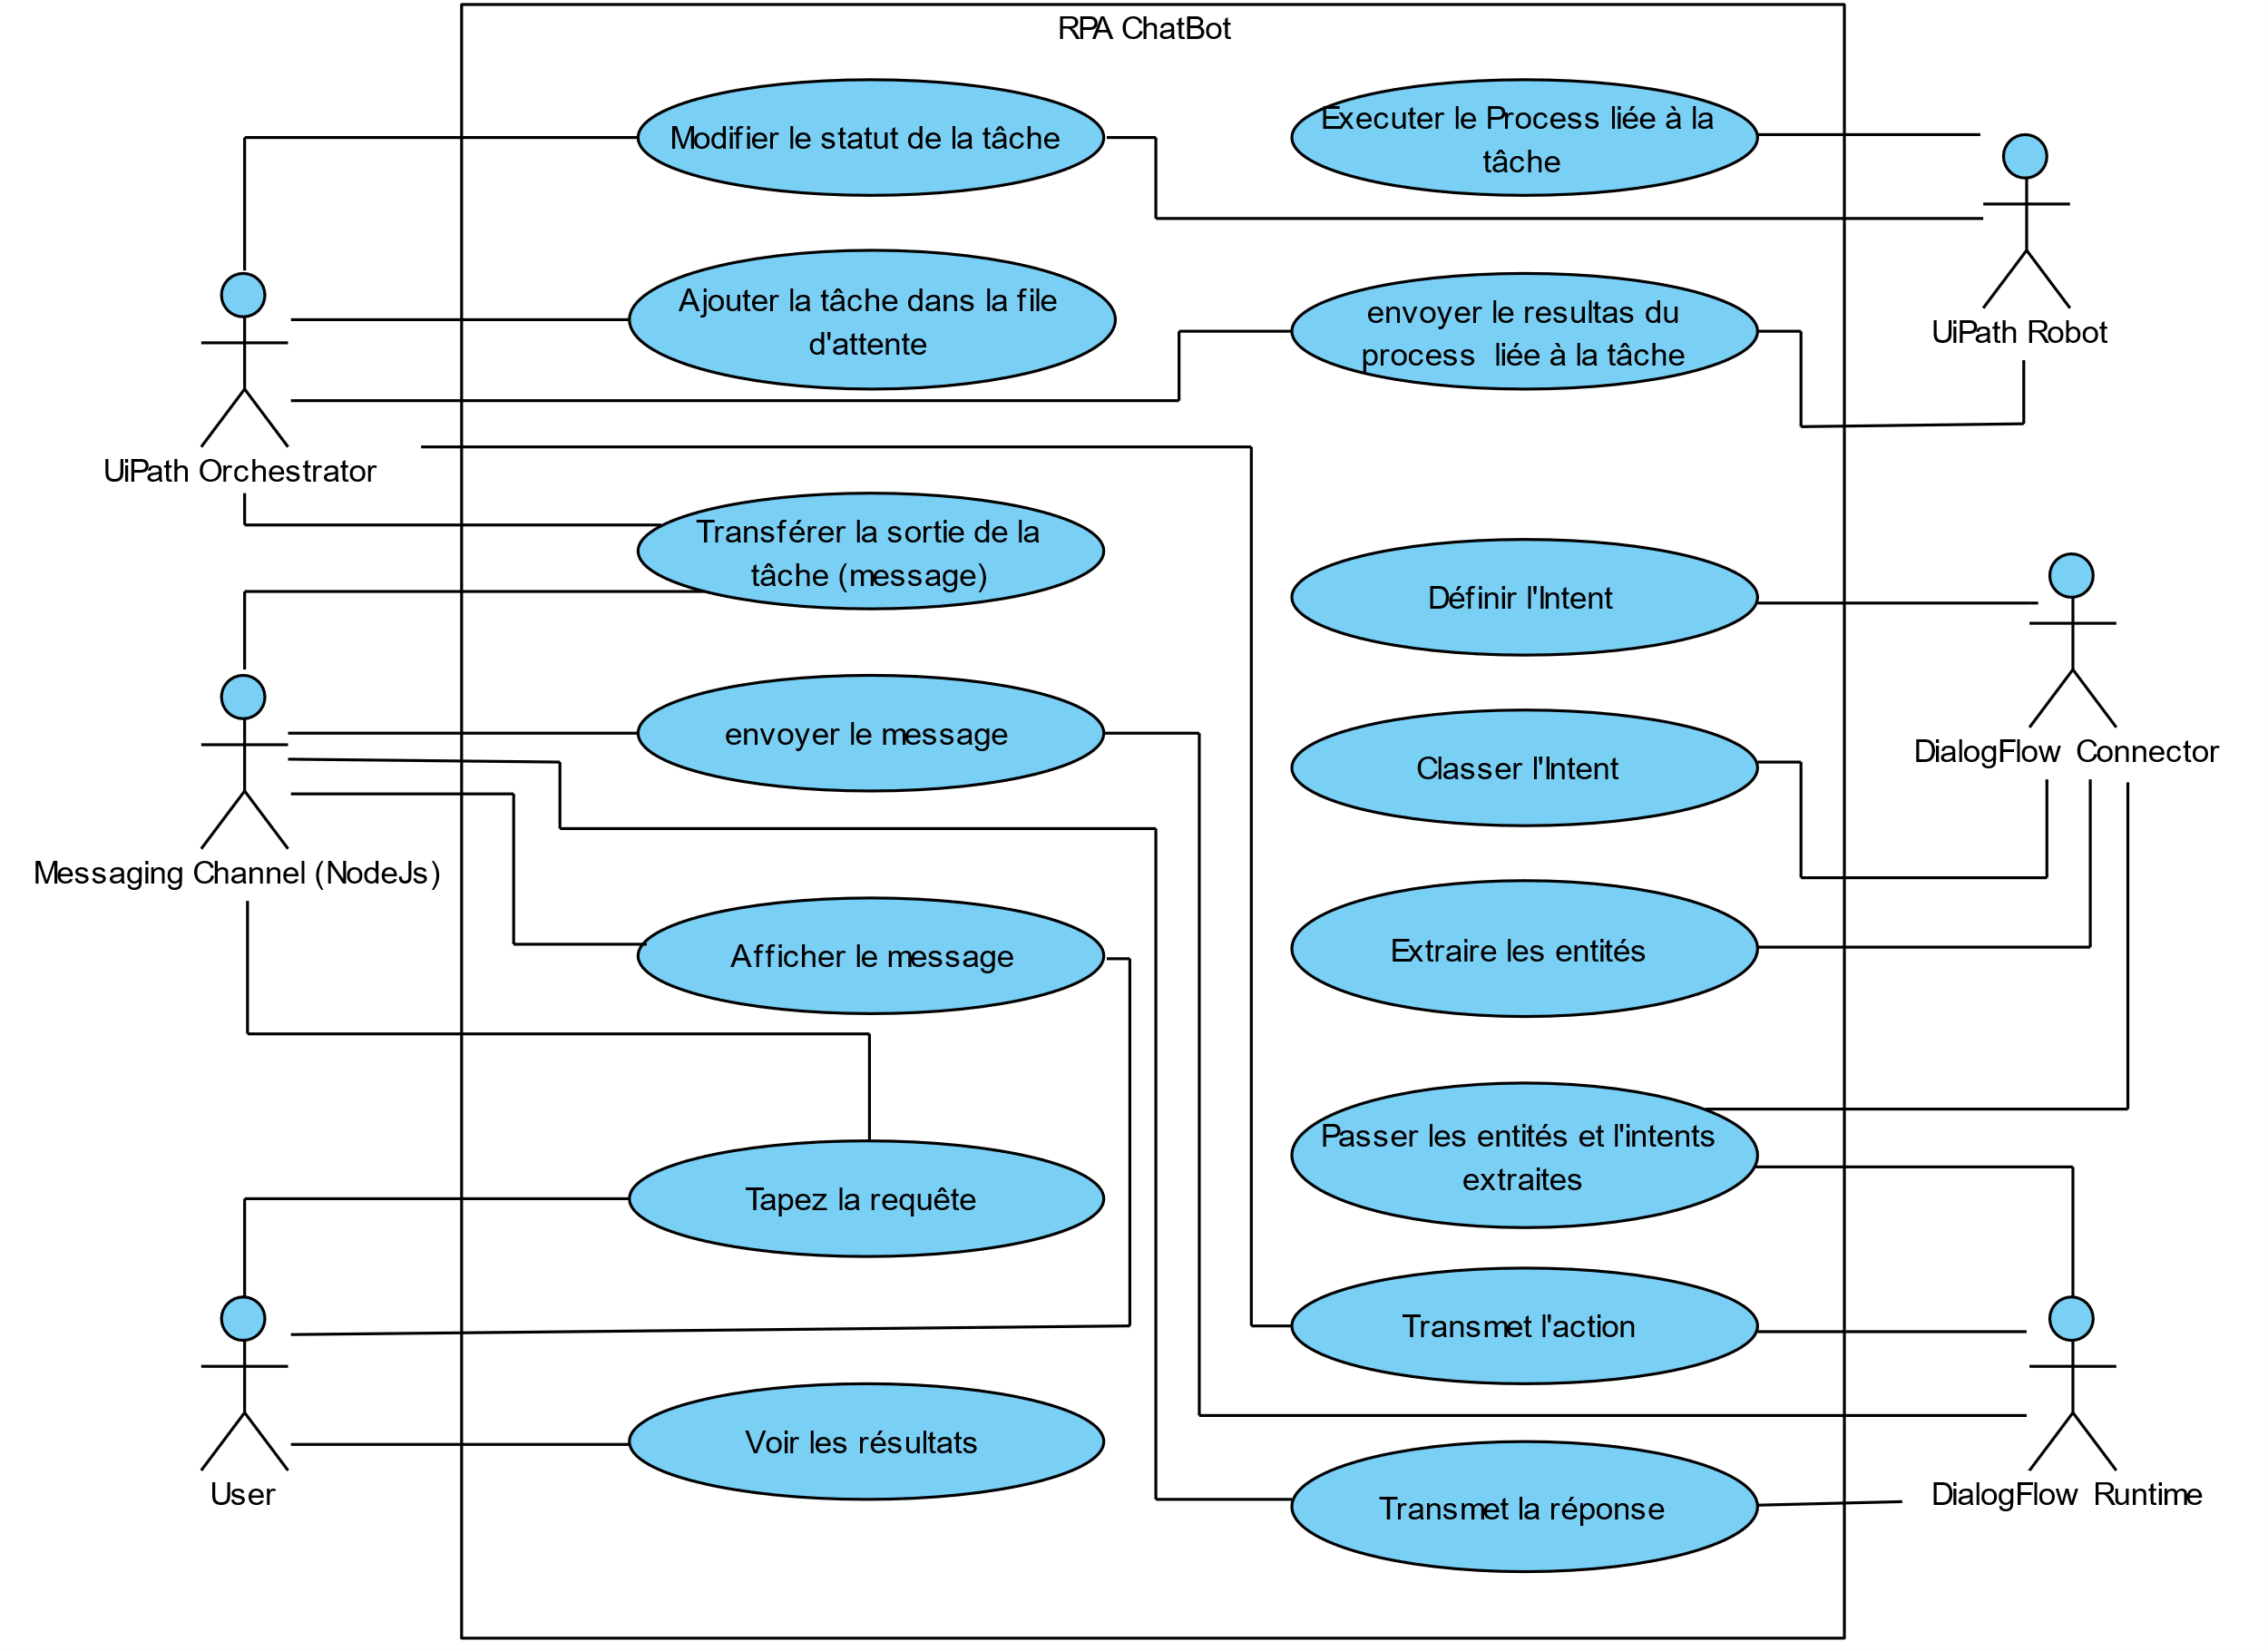 RPA ChatBot
Modifier le statut de la tâche
Executer le Process liée à la
tâche
Ajouter la tâche dans la file
d'attente
envoyer le resultas du
process liée à la tâche
UiPath Robot
UiPath Orchestrator
Transférer la sortie de la
tâche (message)
Définir l'Intent
envoyer le message
DialogFlow Connector
Classer l'Intent
Messaging Channel (NodeJs)
Afficher le message
Extraire les entités
Passer les entités et l'intents
extraites
Tapez la requête
Transmet l'action
Voir les résultats
User
Transmet la réponse
DialogFlow Runtime